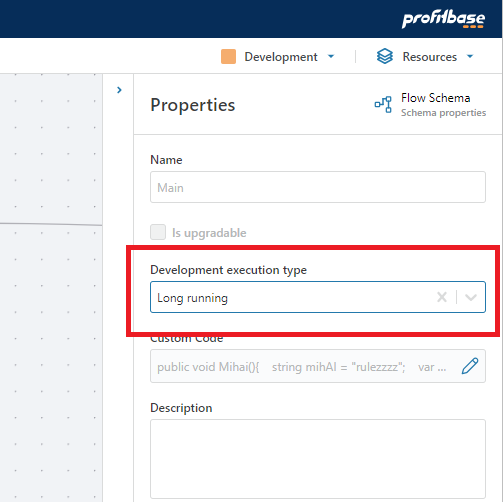 profitbase
Development
Resources
Properties
Flow Schema
Schema properties
Name
Main
Is upgradable
Development execution type
Long running
Custom Code
public void Mihai(){ string mihAI = "rulezzzz"; var ...
Description